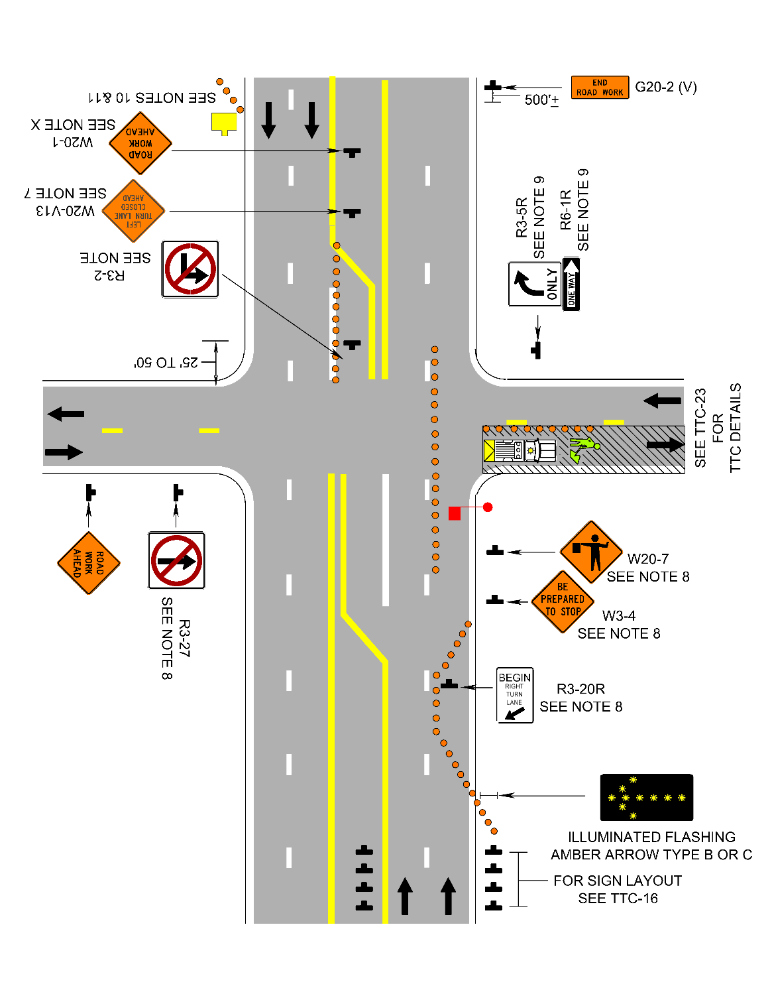 SEE NOTES 10 &11
ROAD
WORK
AHEAD
W20-1
SEE NOTE X
LEFT
TURN LANE
CLOSED
AHEAD
W20-V13
SEE NOTE 7
R3-2
SEE NOTE
25' TO 50'
END
ROAD WORK
G20-2 (V)
500'±
R3-5R
SEE NOTE 9
R6-1R
SEE NOTE 9
ONLY
ONE WAY
SEE TTC-23
FOR
TTC DETAILS
ROAD
WORK
AHEAD
R3-27
SEE NOTE 8
W20-7
SEE NOTE 8
BE
PREPARED
TO STOP
W3-4
SEE NOTE 8
BEGIN
RIGHT
TURN
LANE
R3-20R
SEE NOTE 8
ILLUMINATED FLASHING
AMBER ARROW TYPE B OR C
FOR SIGN LAYOUT
SEE TTC-16